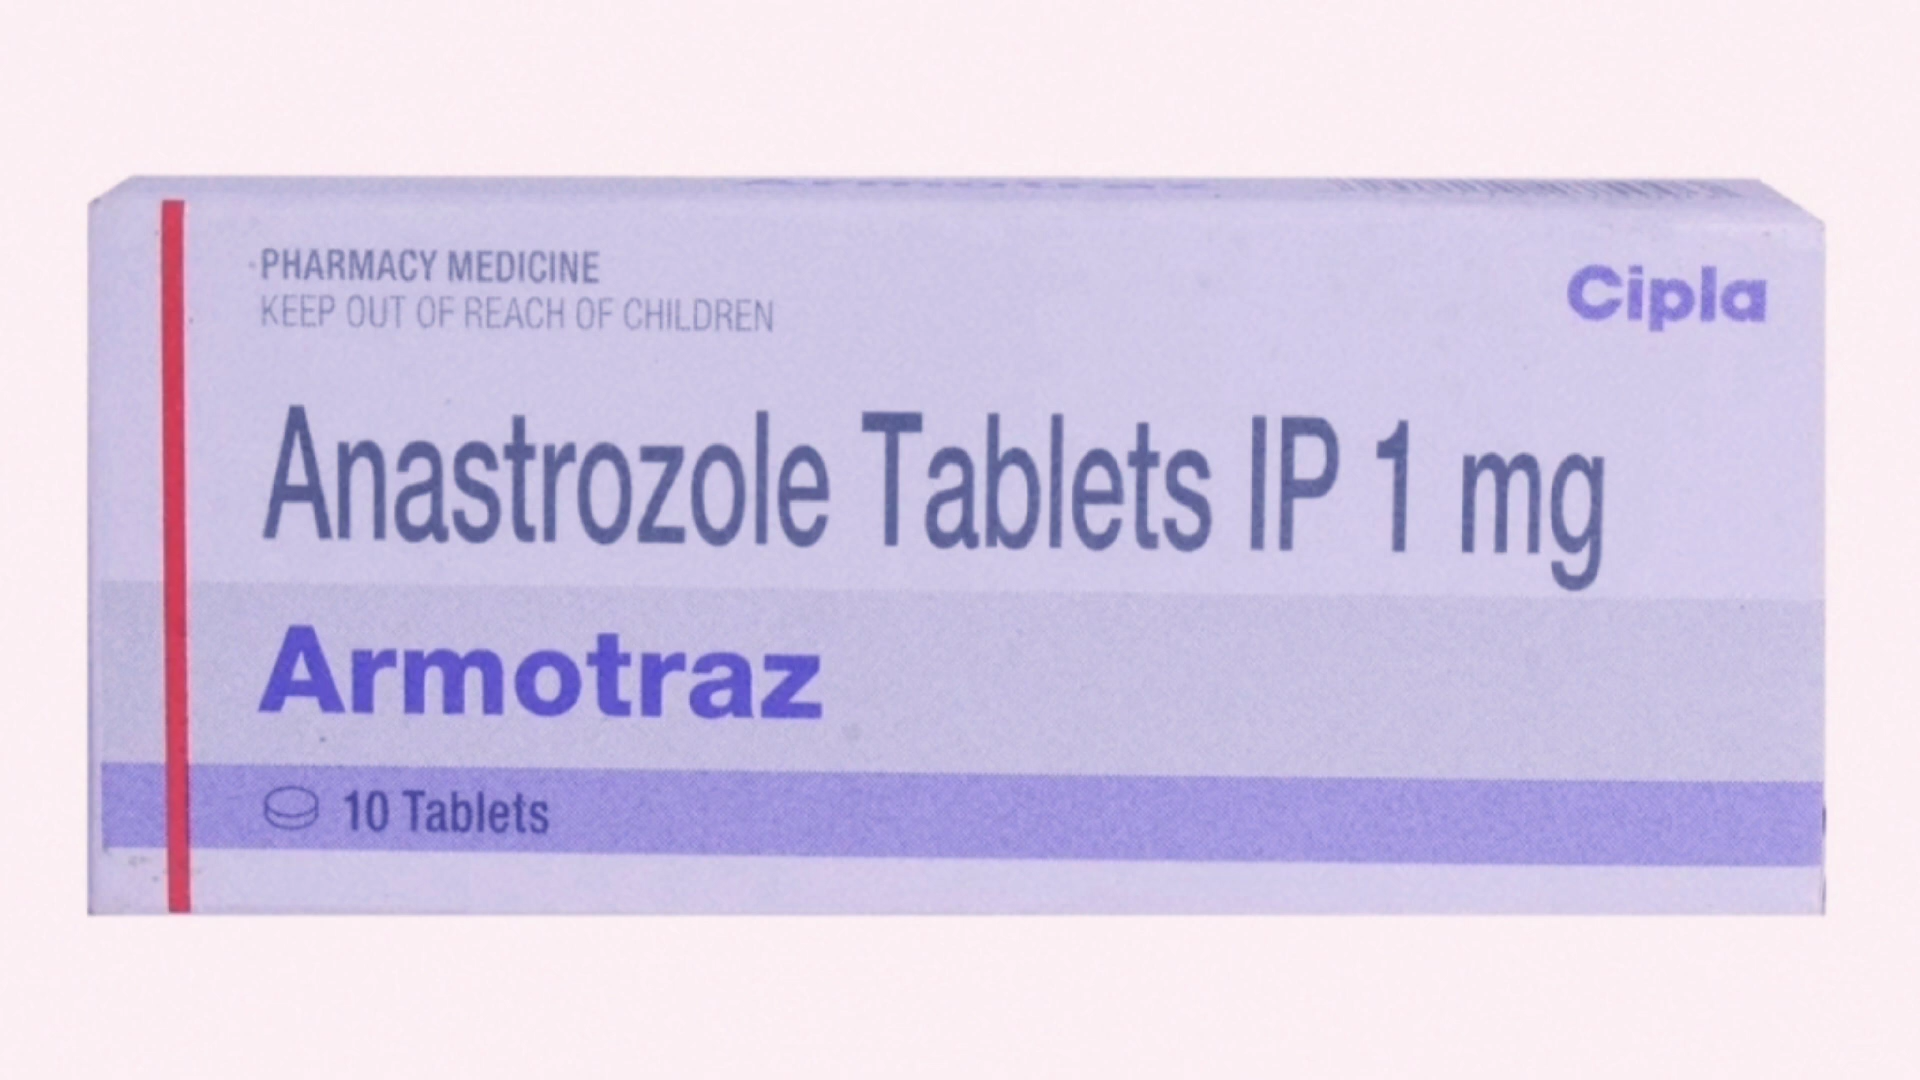 PHARMACY MEDICINE
KEEP OUT OF REACH OF CHILDREN
Cipla
Anastrozole Tablets IP 1 mg
Armotraz
10 Tablets